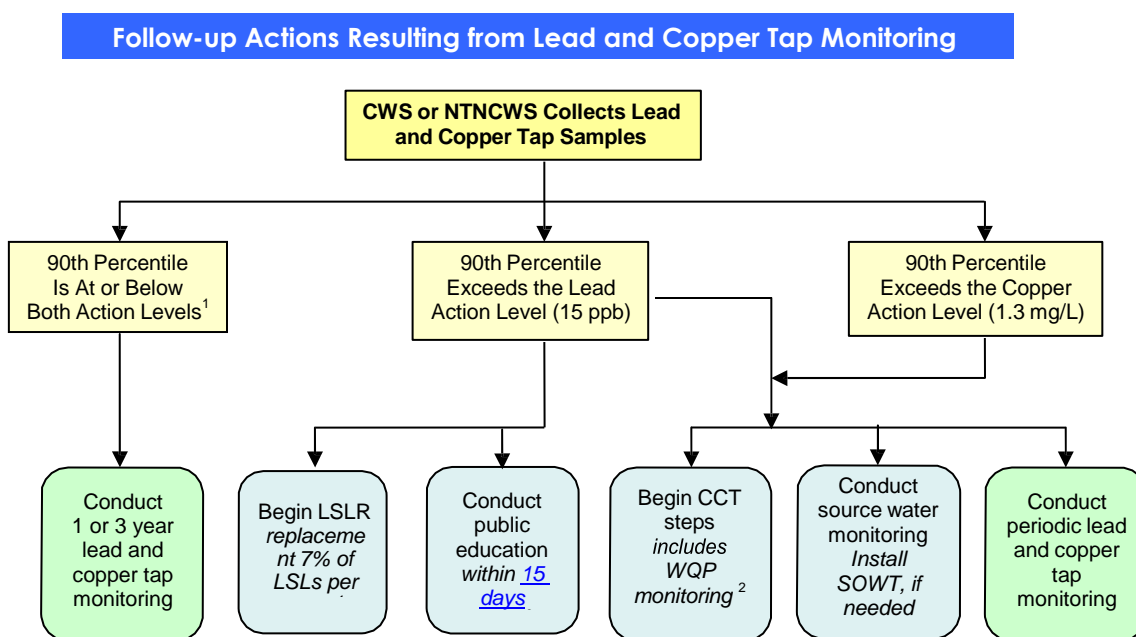 Follow-up Actions Resulting from Lead and Copper Tap Monitoring
CWS or NTNCWS Collects Lead
and Copper Tap Samples
90th Percentile
Is At or Below
Both Action Levels1
90th Percentile
Exceeds the Lead
Action Level (15 ppb)
90th Percentile
Exceeds the Copper
Action Level (1.3 mg/L)
Conduct
1 or 3 year
lead and
copper tap
monitoring
Begin LSLR
replaceme
nt 7% of
LSLs per
Conduct
public
education
within 15
days
Begin CCT
steps
includes
WQP
monitoring 2
Conduct
source water
monitoring
Install
SOWT, if
needed
Conduct
periodic lead
and copper
tap
monitoring